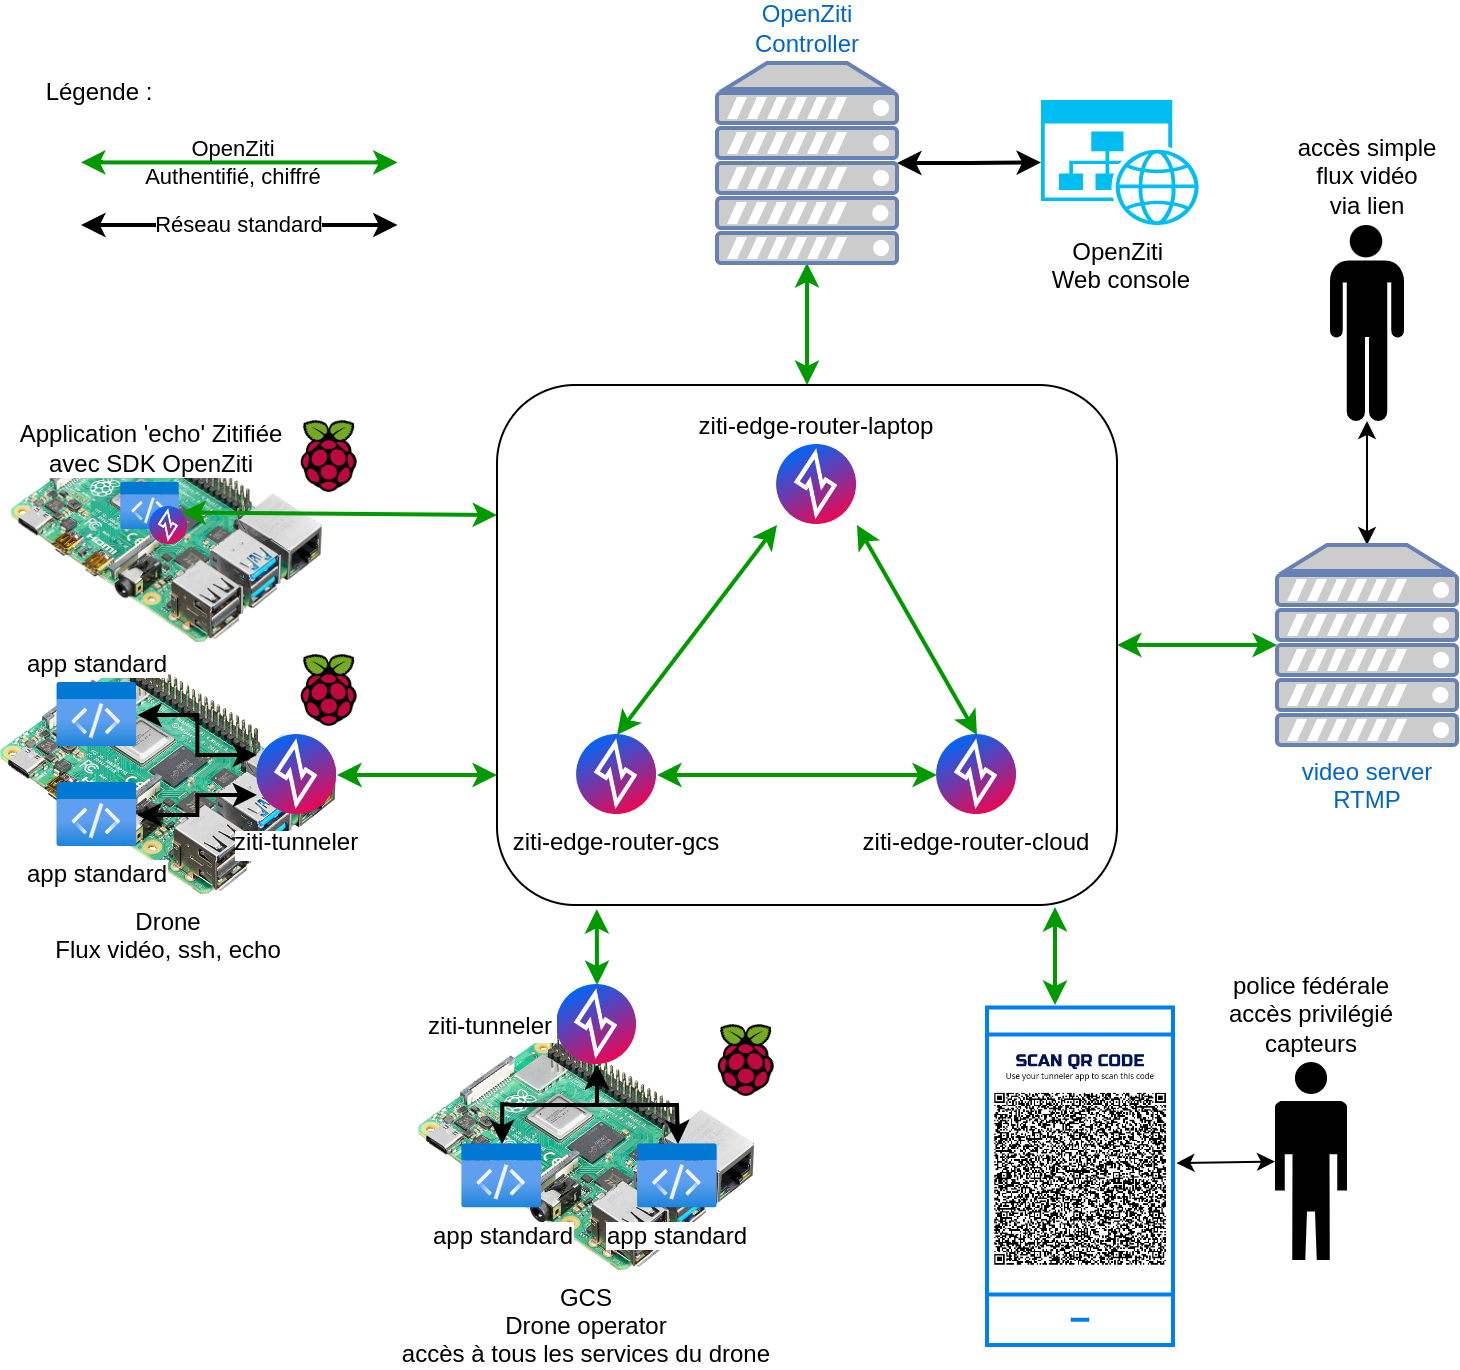 OpenZiti
Controller
Légende :
OpenZiti
Authentifié, chiffré
Réseau standard
accès simple
flux vidéo
via lien
OpenZiti
Web console
Application 'echo' Zitifiée
avec SDK OpenZiti
ziti-edge-router-laptop
app standard
video server
RTMP
ziti-tunneler
ziti-edge-router-gcs
ziti-edge-router-cloud
app standard
Drone
Flux vidéo, ssh, echo
ziti-tunneler
police fédérale
accès privilégié
capteurs
SCAN QR CODE
Use your tunneler app to scan this code
app standard
app standard
GCS
Drone operator
accès à tous les services du drone